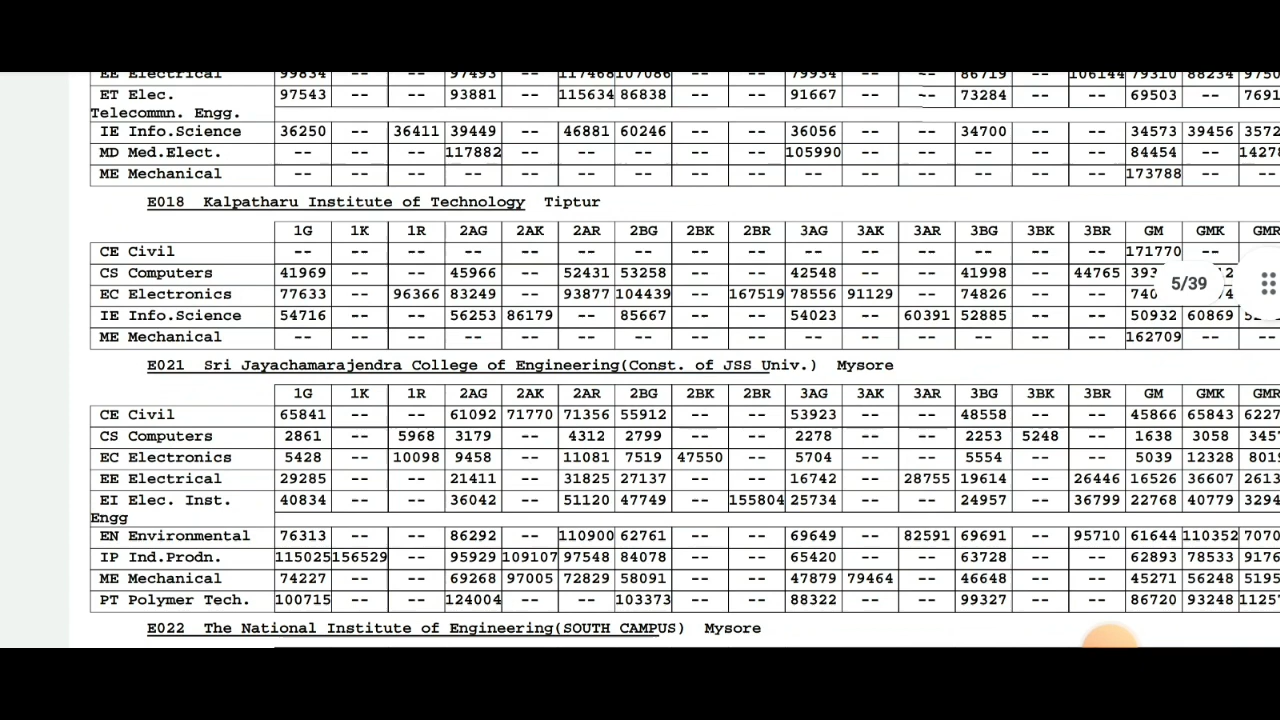 EE Electrical 99834 -- -- 97493 -- 117468 107086 -- -- 79934 -- -- 86719 -- 106144 79310 88234
ET Elec. 97543 -- -- 93881 -- 115634 86838 -- -- 91667 -- -- 73284 -- -- 69503 -- 7691
Telecommn. Engg.
IE Info.Science 36250 -- 36411 39449 -- 46881 60246 -- -- 36056 -- -- 34700 -- -- 34573 39456 3572
MD Med.Elect. -- -- -- 117882 -- -- -- -- -- 105990 -- -- -- -- -- 84454 -- 14278
ME Mechanical -- -- -- -- -- -- -- -- -- -- -- -- -- -- -- 173788 -- --
E018 Kalpatharu Institute of Technology Tiptur
1G 1K 1R 2AG 2AK 2AR 2BG 2BK 2BR 3AG 3AK 3AR 3BG 3BK 3BR GM GMK GMR
CE Civil -- -- -- -- -- -- -- -- -- -- -- -- -- -- -- 171770 --
CS Computers 41969 -- -- 45966 -- 52431 53258 -- -- 42548 -- -- 41998 -- 44765
EC Electronics 77633 -- 96366 83249 -- 93877 104439 -- 167519 78556 91129 -- 74826 -- --
5/39
IE Info.Science 54716 -- -- 56253 86179 -- 85667 -- -- 54023 -- 60391 52885 -- -- 50932 60869
ME Mechanical -- -- -- -- -- -- -- -- -- -- -- -- -- -- -- 162709 -- --
E021 Sri Jayachamarajendra College of Engineering(Const. of JSS Univ.) Mysore
1G 1K 1R 2AG 2AK 2AR 2BG 2BK 2BR 3AG 3AK 3AR 3BG 3BK 3BR GM GMK GMR
CE Civil 65841 -- -- 61092 71770 71356 55912 -- -- 53923 -- -- 48558 -- -- 45866 65843 6227
CS Computers 2861 -- 5968 3179 -- 4312 2799 -- -- 2278 -- -- 2253 5248 -- 1638 3058 345
EC Electronics 5428 -- 10098 9458 -- 11081 7519 47550 -- 5704 -- -- 5554 -- -- 5039 12328 8019
EE Electrical 29285 -- -- 21411 -- 31825 27137 -- -- 16742 -- 28755 19614 -- 26446 16526 36607 2613
EI Elec. Inst. 40834 -- -- 36042 -- 51120 47749 -- 155804 25734 -- -- 24957 -- 36799 22768 40779 3294
Engg
EN Environmental 76313 -- -- 86292 -- 110900 62761 -- -- 69649 -- 82591 69691 -- 95710 61644 110352 7070
IP Ind.Prodn. 115025 156529 -- 95929 109107 97548 84078 -- -- 65420 -- -- 63728 -- -- 62893 78533 9176
ME Mechanical 74227 -- -- 69268 97005 72829 58091 -- -- 47879 79464 -- 46648 -- -- 45271 56248 5195
PT Polymer Tech. 100715 -- -- 124004 -- -- 103373 -- -- 88322 -- -- 99327 -- -- 86720 93248 1125
E022 The National Institute of Engineering(SOUTH CAMPUS) Mysore